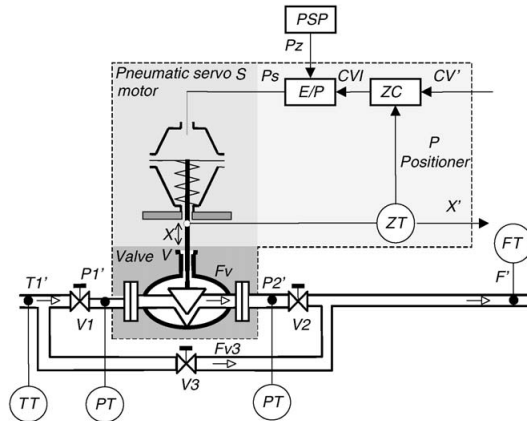 PSP
Pz
Pneumatic servo S
motor
Ps
E/P
CVI
ZC
CV'
P
Positioner
ZT
X'
X
FT
F'
Valve V
Fv
T1'
P1'
P2'
V1
V2
Fv3
V3
TT
PT
PT